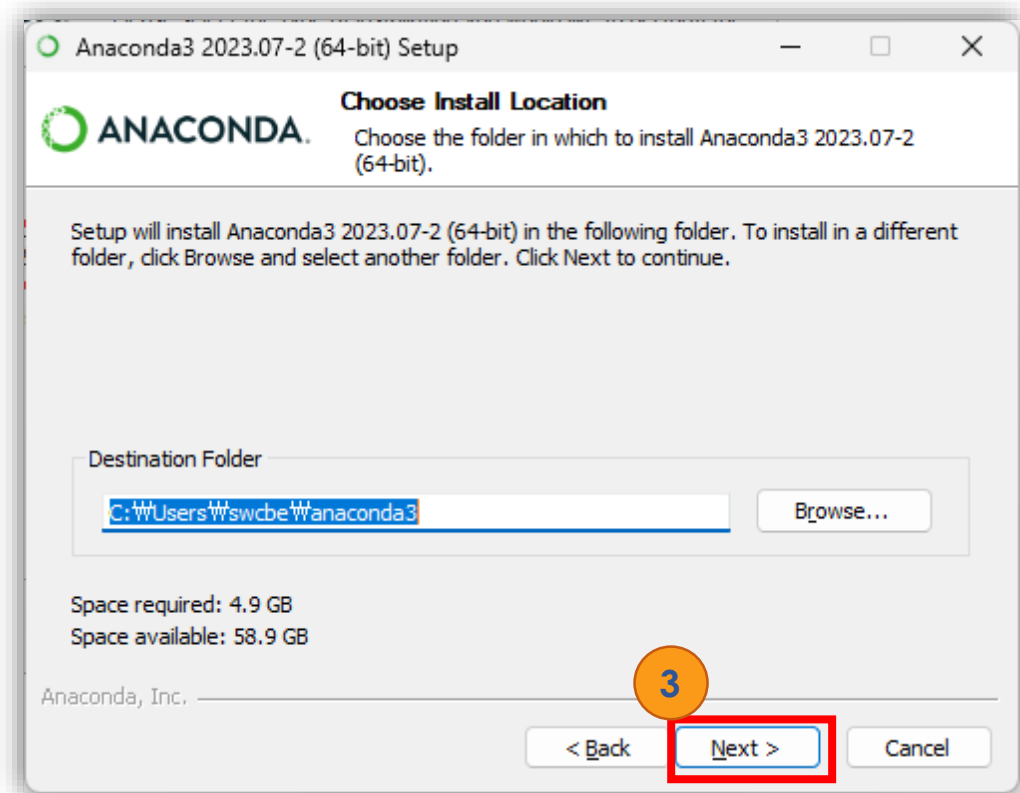 Anaconda3 2023.07-2 (64-bit) Setup
ANACONDA.
Choose Install Location
Choose the folder in which to install Anaconda3 2023.07-2
(64-bit).
Setup will install Anaconda3 2023.07-2 (64-bit) in the following folder. To install in a different
folder, click Browse and select another folder. Click Next to continue.
Destination Folder
C:₩Users₩swcbe₩anaconda3
Browse...
Space required: 4.9 GB
Space available: 58.9 GB
Anaconda, Inc.
3
< Back
Next >
Cancel